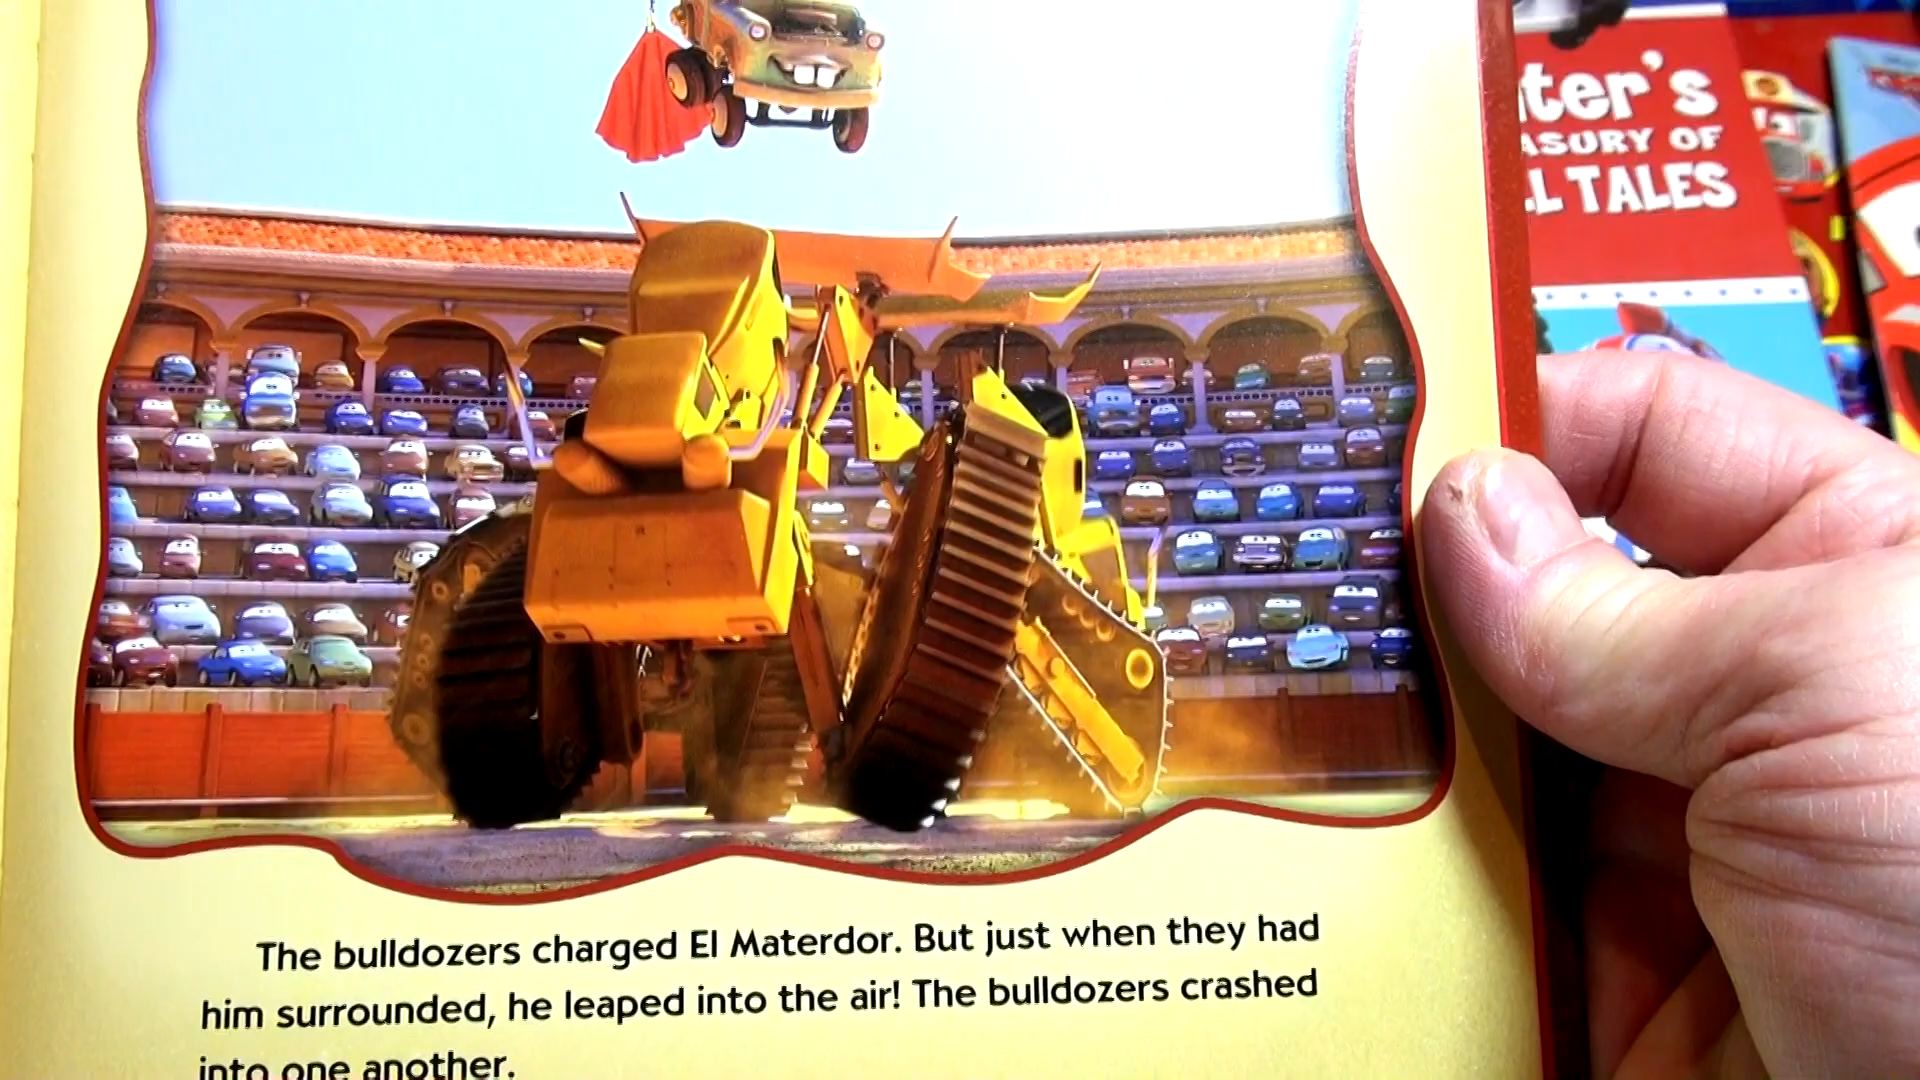 The bulldozers charged El Materdor. But just when they had
him surrounded, he leaped into the air! The bulldozers crashed
into one another.
ter's
ASURY OF
LL TALES